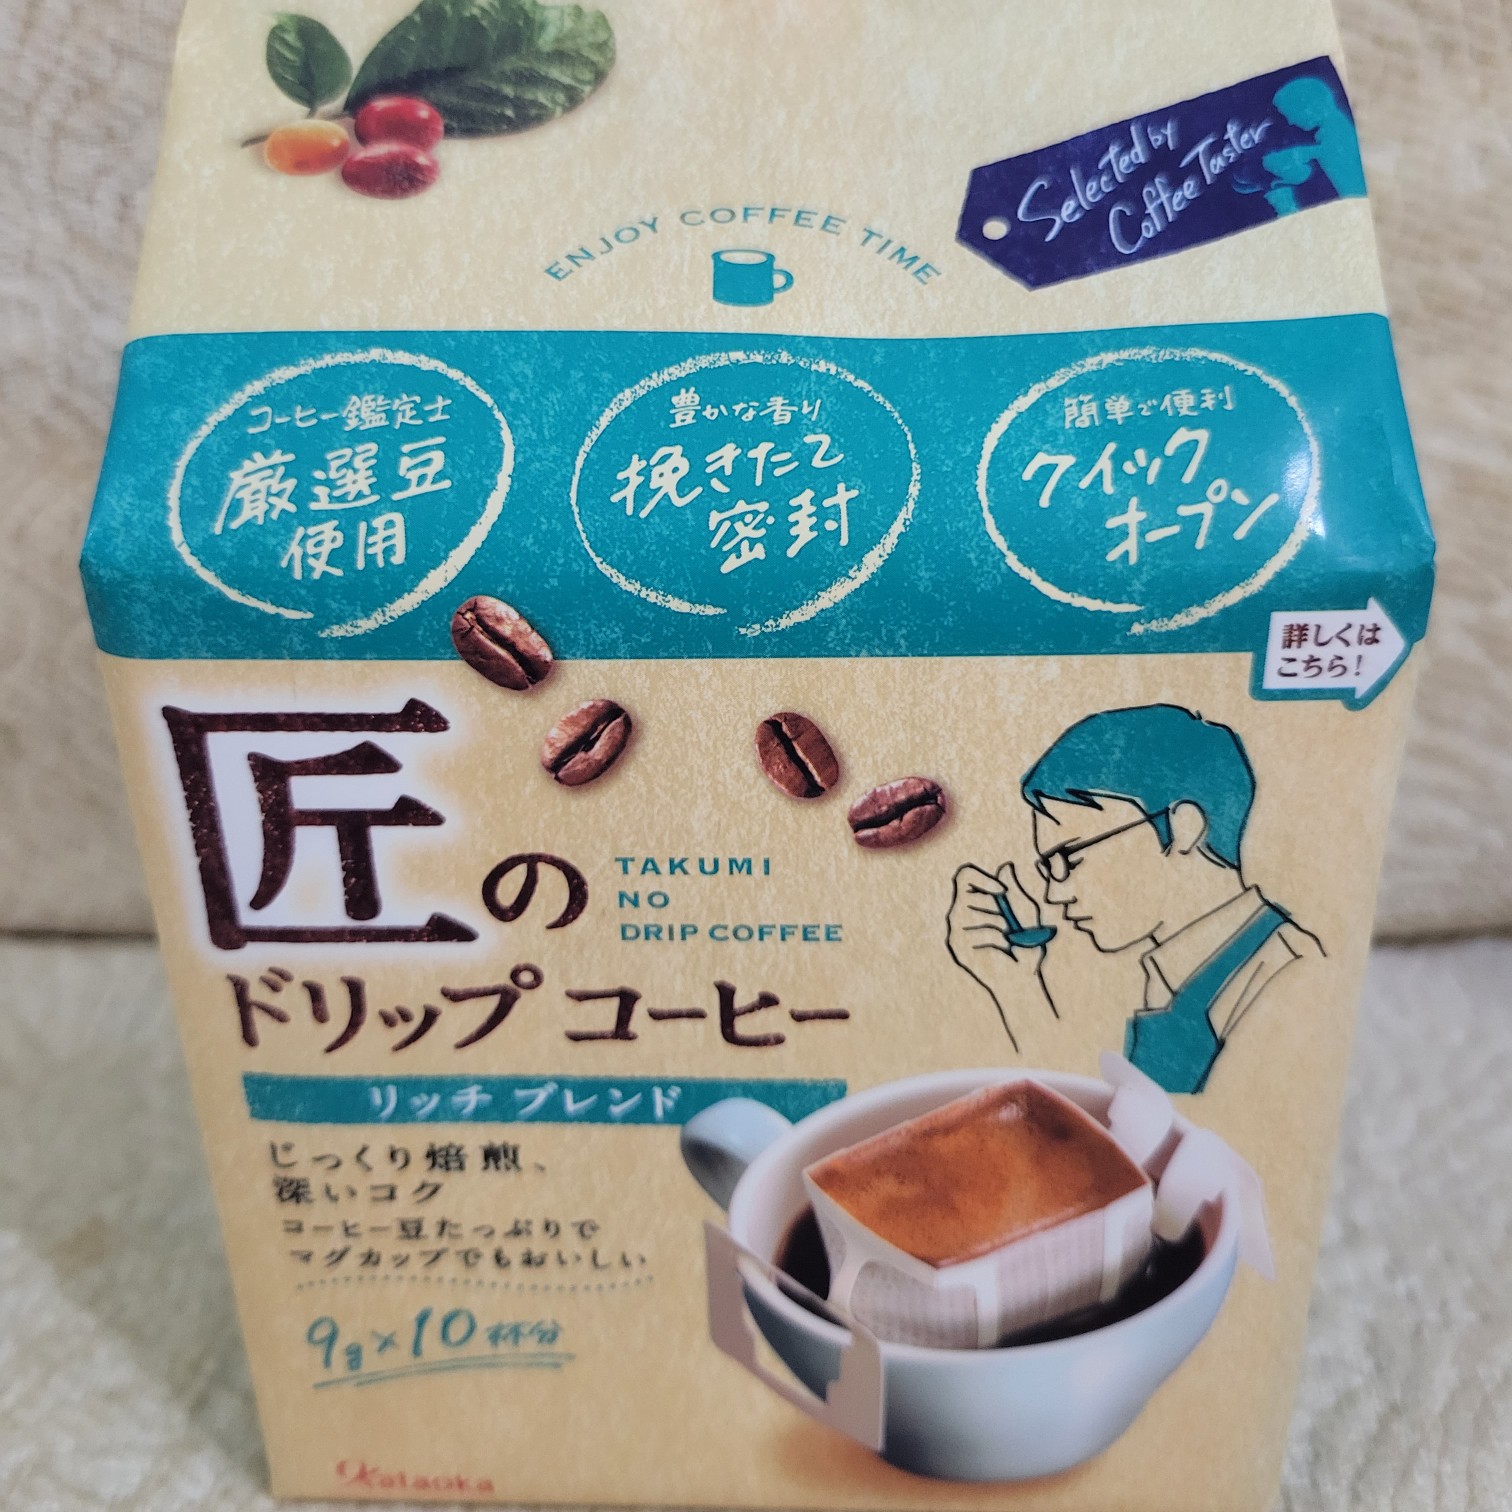 Selected by
Coffee Taster
ENJOY COFFEE TIME
コーヒー鑑定士
厳選豆
使用
豊かな香り
挽きたて
密封
簡単で便利
クイック
オープン
詳しくは
こちら!
匠の
TAKUMI
NO
DRIP COFFEE
ドリップ コーヒー
リッチ ブレンド
じっくり焙煎、
深いコク
コーヒー豆たっぷりで
マグカップでもおいしい
9g×10杯分
Kataoka